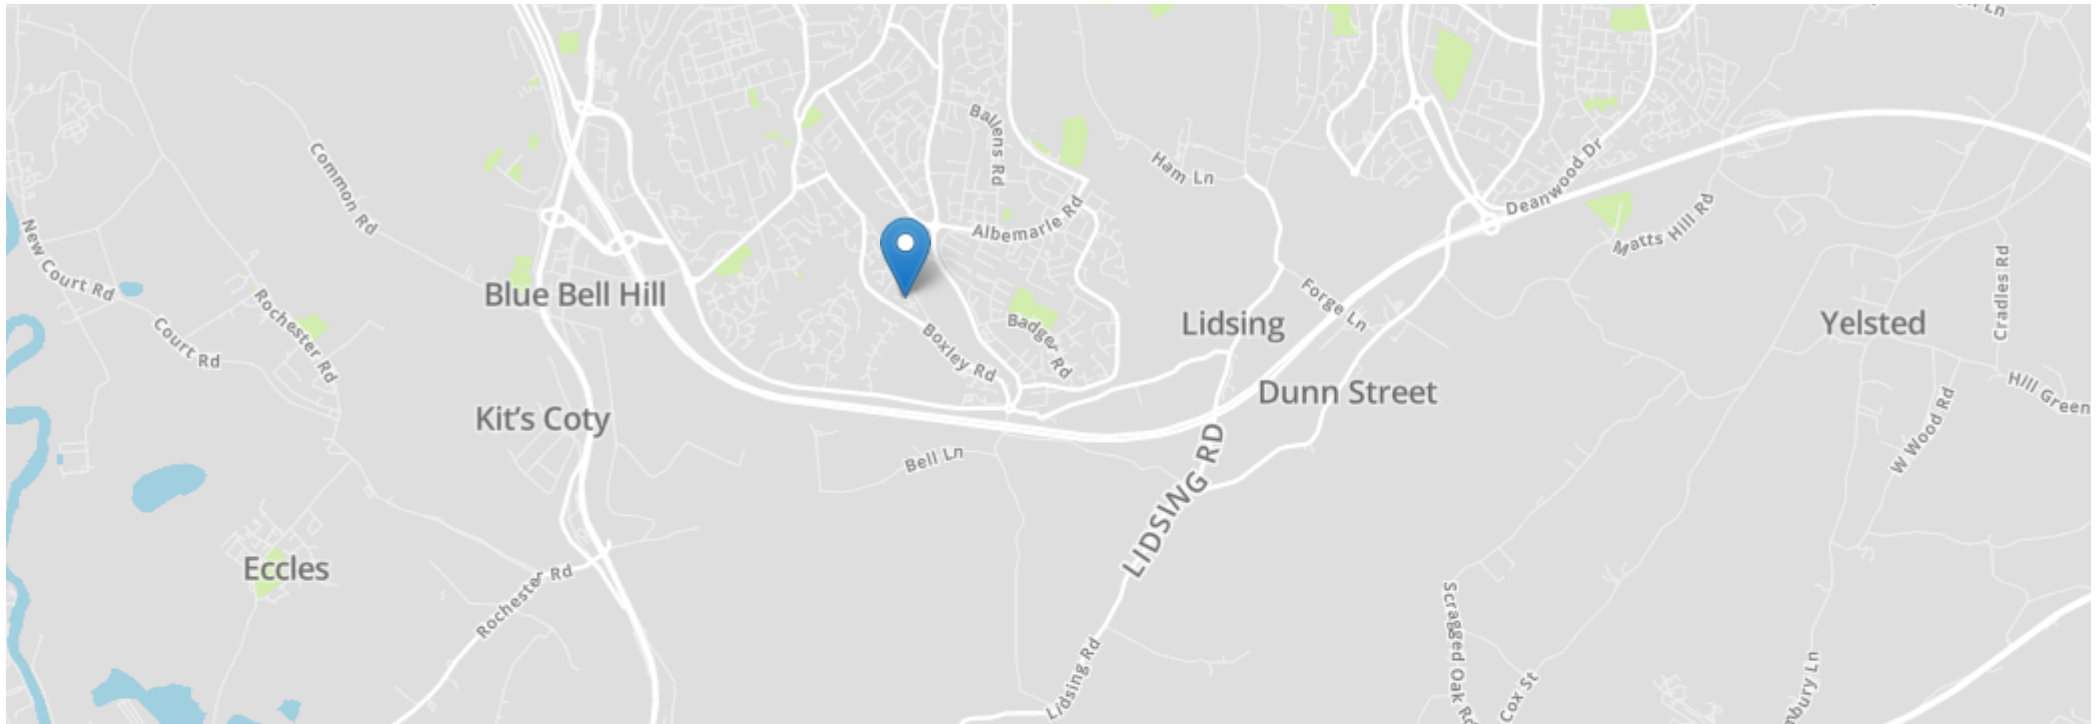 Ballens Rd
Common Rd
Ham Ln
Deanwood Dr
Albemarle Rd
Matts Hill Rd
New Court Rd
Blue Bell Hill
Rochester Rd
Court Rd
Forge Ln
Lidsing
Yelsted
Cradles Rd
Badger Rd
Boxley Rd
Dunn Street
Hill Green
Kit’s Coty
W Wood Rd
Bell Ln
LIDSING RD
Eccles
Rochester Rd
Scragged Oak Rd
Lidsing Rd
Cox St